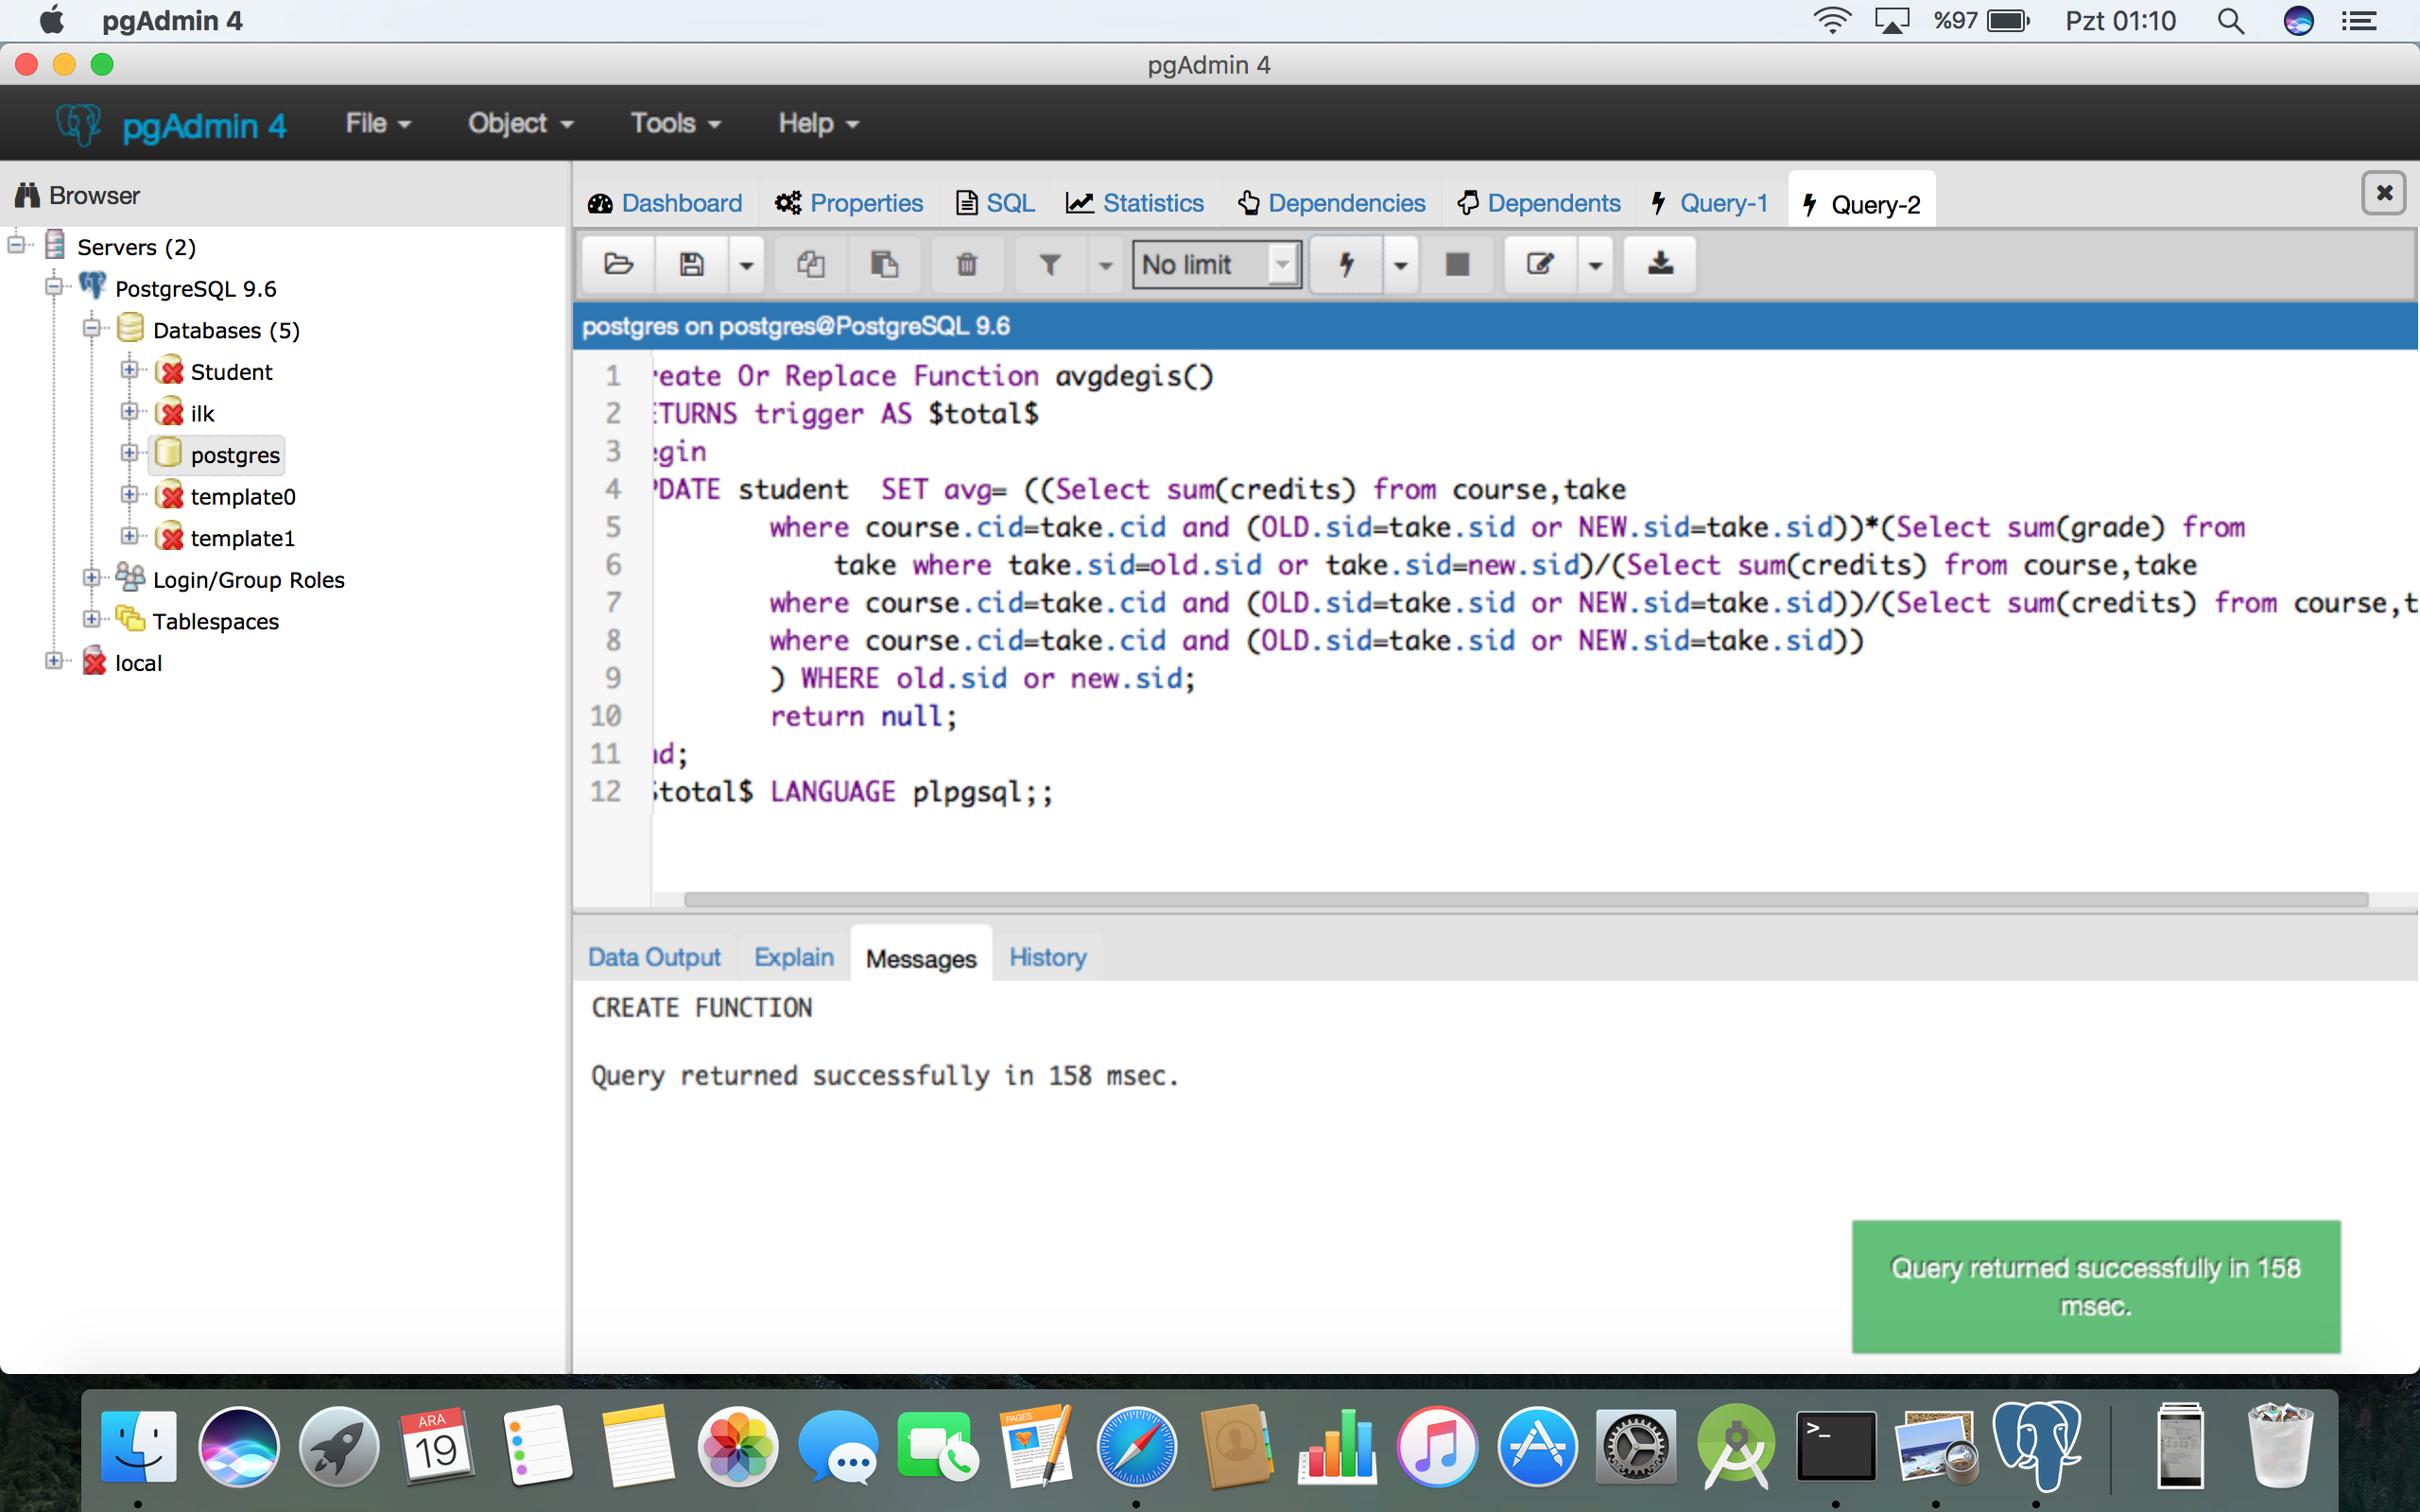 pgAdmin 4
%97
Pzt 01:10
pgAdmin 4
pgAdmin 4
File
Object
Tools
Help
Browser
Dashboard
Properties
SQL
Statistics
Dependencies
Dependents
Query-1
Query-2
Servers (2)
PostgreSQL 9.6
Databases (5)
Student
ilk
postgres
template0
template1
Login/Group Roles
Tablespaces
local
No limit
postgres on postgres@PostgreSQL 9.6
1 reate Or Replace Function avgdegis()
2 ETURNS trigger AS $total$
3 egin
4 PDATE student  SET avg= ((Select sum(credits) from course,take
5 where course.cid=take.cid and (OLD.sid=take.sid or NEW.sid=take.sid))*(Select sum(grade) from
6 take where take.sid=old.sid or take.sid=new.sid)/(Select sum(credits) from course,take
7 where course.cid=take.cid and (OLD.sid=take.sid or NEW.sid=take.sid))/(Select sum(credits) from course,t
8 where course.cid=take.cid and (OLD.sid=take.sid or NEW.sid=take.sid))
9 ) WHERE old.sid or new.sid;
10 return null;
11 nd;
12 $total$ LANGUAGE plpgsql;;
Data Output
Explain
Messages
History
CREATE FUNCTION
Query returned successfully in 158 msec.
Query returned successfully in 158
msec.
ARA
19
PAGES
>_